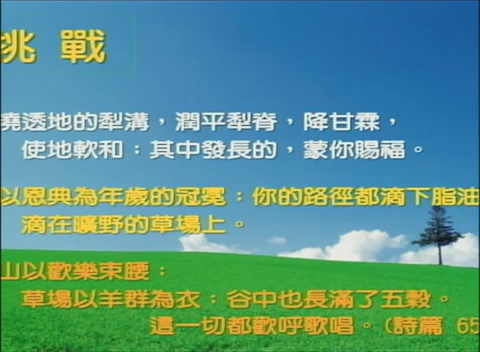 挑 戰
澆透地的犁溝，潤平犁脊，降甘霖，
使地軟和：其中發長的，蒙你賜福。
以恩典為年歲的冠冕：你的路徑都滴下脂油
滴在曠野的草場上。
山以歡樂束腰：
草場以羊群為衣：谷中也長滿了五穀。
這一切都歡呼歌唱。(詩篇 65